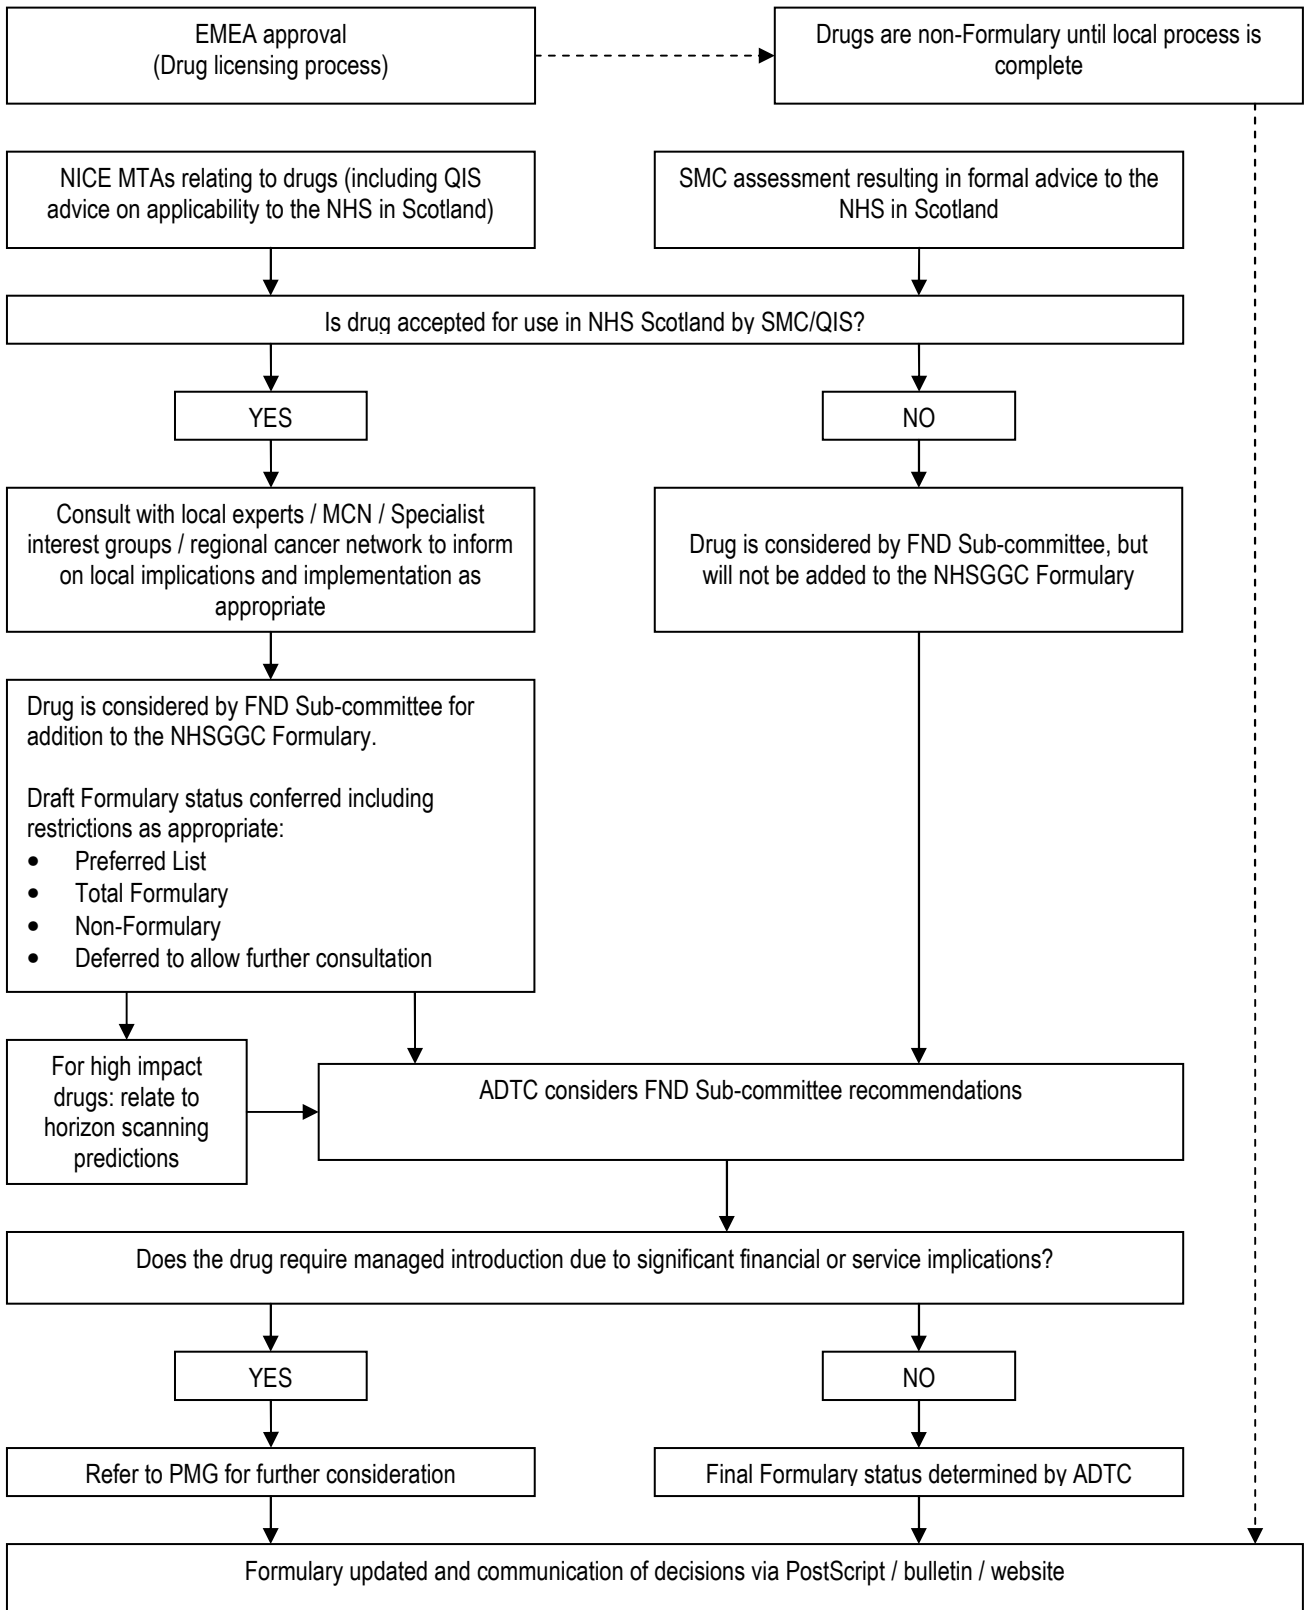 EMEA approval
(Drug licensing process)
Drugs are non-Formulary until local process is
complete
NICE MTAs relating to drugs (including QIS
advice on applicability to the NHS in Scotland)
SMC assessment resulting in formal advice to the
NHS in Scotland
Is drug accepted for use in NHS Scotland by SMC/QIS?
YES
NO
Consult with local experts / MCN / Specialist
interest groups / regional cancer network to inform
on local implications and implementation as
appropriate
Drug is considered by FND Sub-committee, but
will not be added to the NHSGGC Formulary
Drug is considered by FND Sub-committee for
addition to the NHSGGC Formulary.
Draft Formulary status conferred including
restrictions as appropriate:
• Preferred List
• Total Formulary
• Non-Formulary
• Deferred to allow further consultation
For high impact
drugs: relate to
horizon scanning
predictions
ADTC considers FND Sub-committee recommendations
Does the drug require managed introduction due to significant financial or service implications?
YES
NO
Refer to PMG for further consideration
Final Formulary status determined by ADTC
Formulary updated and communication of decisions via PostScript / bulletin / website